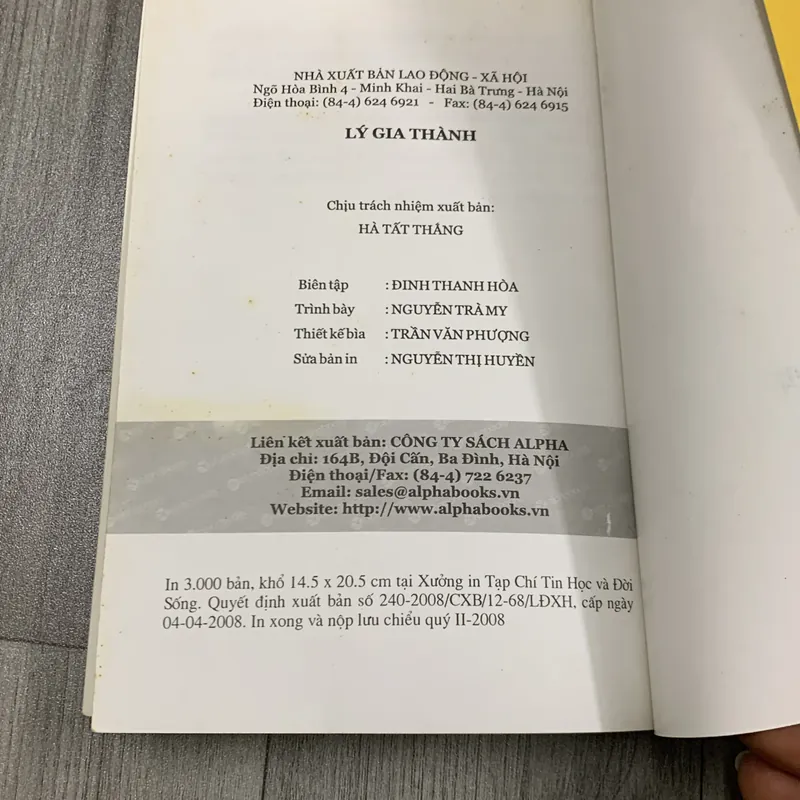 NHÀ XUẤT BẢN LAO ĐỘNG - XÃ HỘI
Ngõ Hòa Bình 4 - Minh Khai - Hai Bà Trưng - Hà Nội
Điện thoại: (84-4) 624 6921 - Fax: (84-4) 624 6915
LÝ GIA THÀNH
Chịu trách nhiệm xuất bản:
HÀ TẤT THẮNG
Biên tập : ĐINH THANH HÒA
Trình bày : NGUYỄN TRÀ MY
Thiết kế bìa : TRẦN VĂN PHƯỢNG
Sửa bản in : NGUYỄN THỊ HUYỀN
Liên kết xuất bản: CÔNG TY SÁCH ALPHA
Địa chỉ: 164B, Đội Cấn, Ba Đình, Hà Nội
Điện thoại/Fax: (84-4) 722 6237
Email: sales@alphabooks.vn
Website: http://www.alphabooks.vn
In 3.000 bản, khổ 14.5 x 20.5 cm tại Xưởng in Tạp Chí Tin Học và Đời
Sống. Quyết định xuất bản số 240-2008/CXB/12-68/LĐXH, cấp ngày
04-04-2008. In xong và nộp lưu chiểu quý II-2008